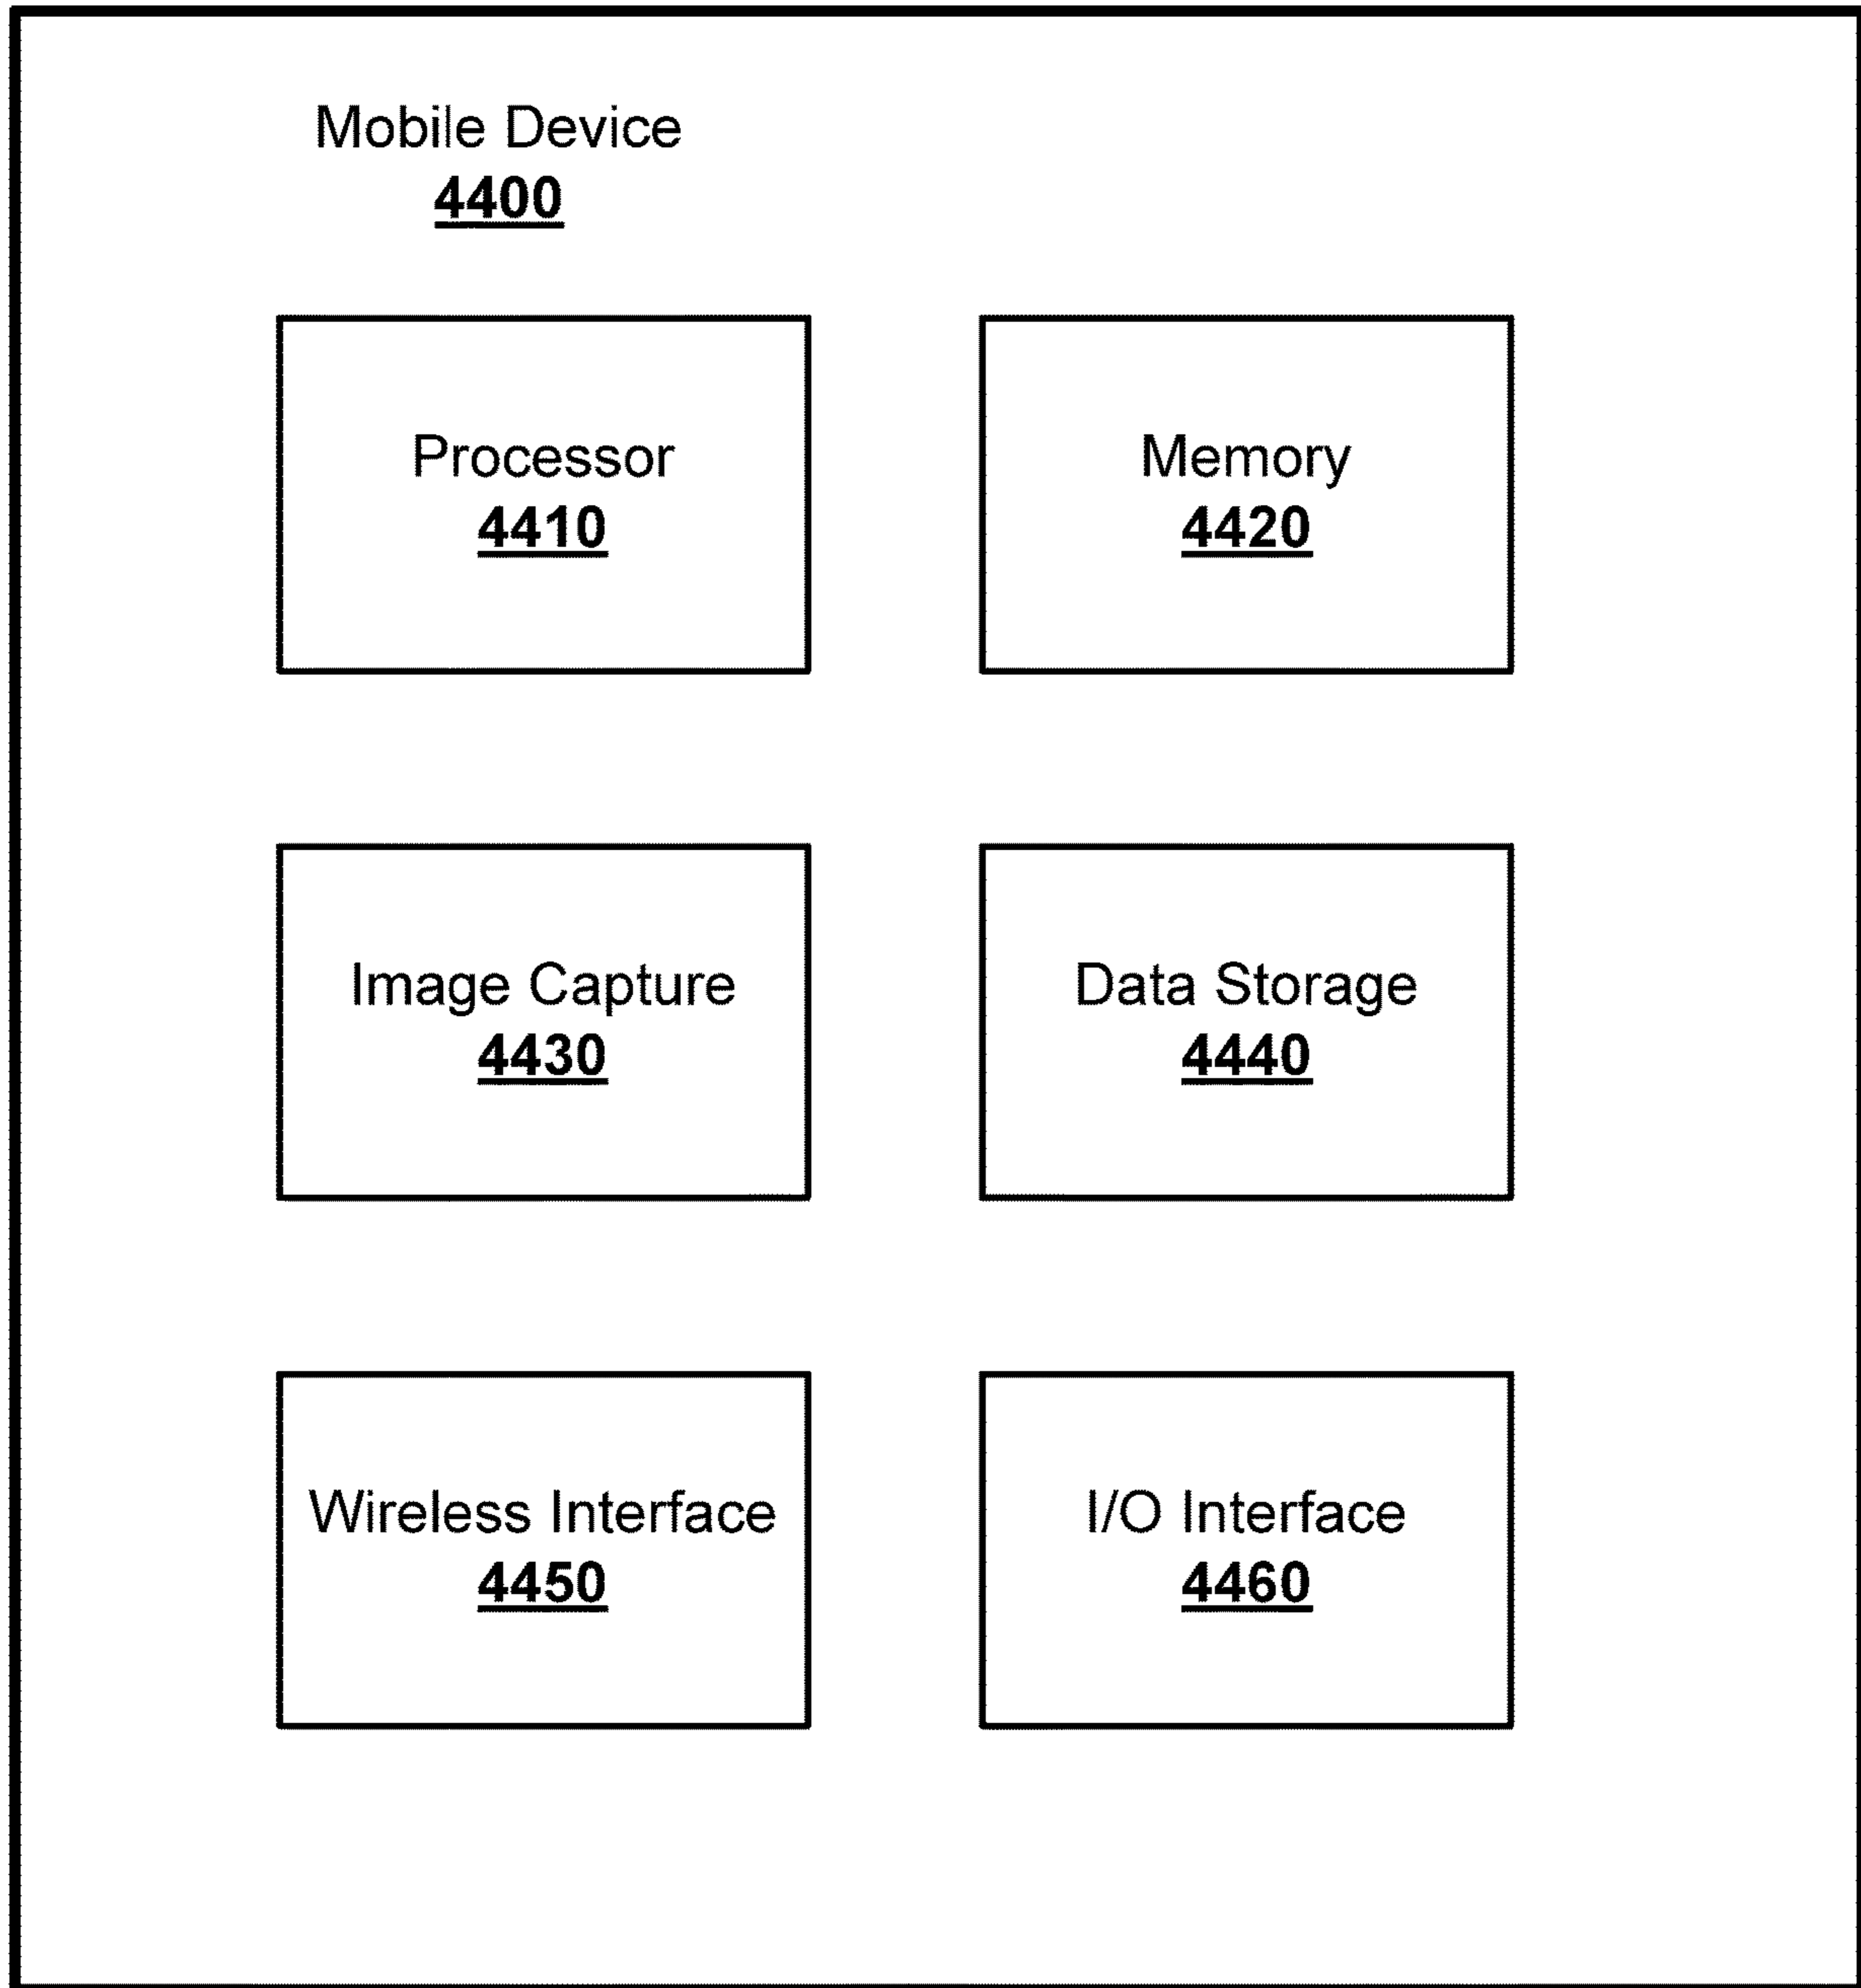 Mobile Device
4400
Processor
4410
Memory
4420
Image Capture
4430
Data Storage
4440
Wireless Interface
4450
I/O Interface
4460